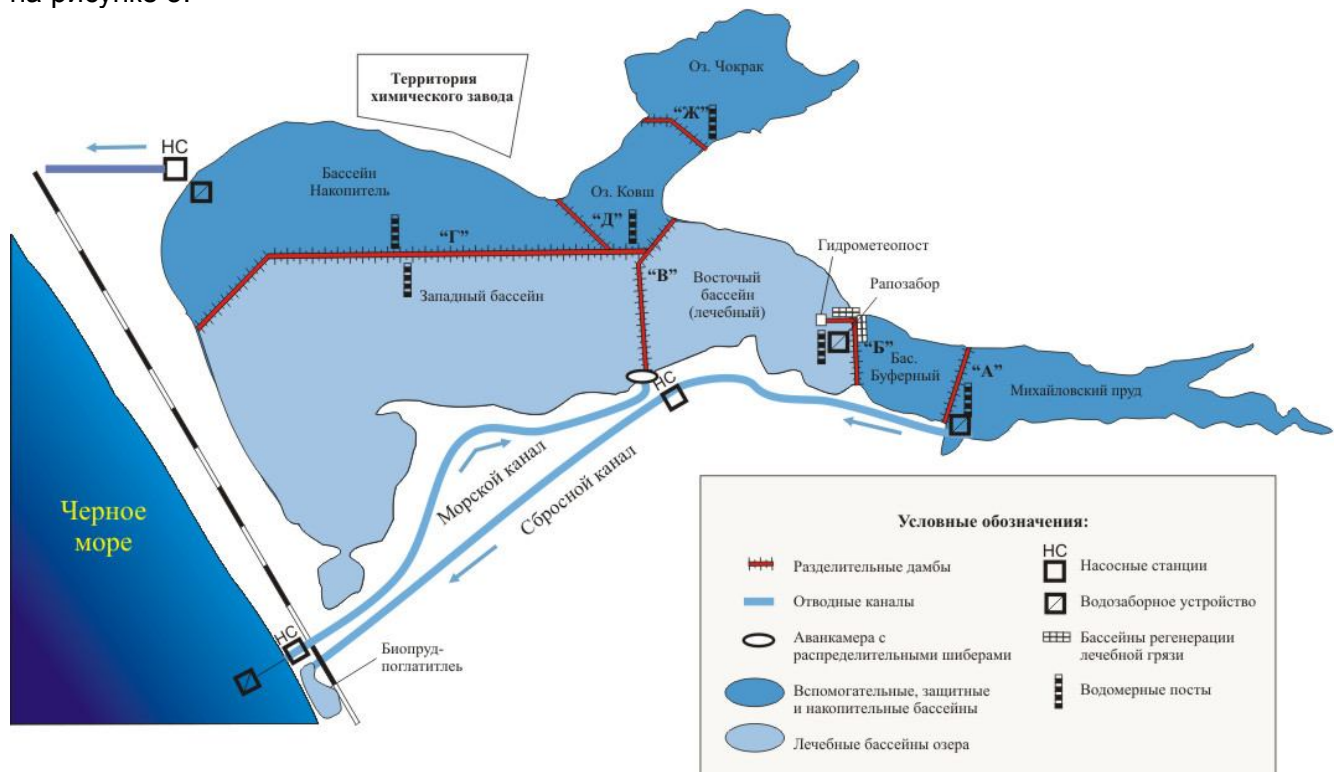 на рисунке 3.
Оз. Чокрак
Территория
химического завода
"Ж"
НС
Бассейн
Накопитель
Оз. Ковш
"Д"
"Г"
Гидрометеопост
"В"
Восточый
бассейн
(лечебный)
Рапозабор
Западный бассейн
"Б"
Бас.
Буферный
"А"
Михайловский пруд
НС
Морской канал
Сбросной канал
Черное
море
НС
Биопруд-
поглатитлеь
Условные обозначения:
Разделительные дамбы
Отводные каналы
Аванкамера с
распределительными шиберами
Вспомогательные, защитные
и накопительные бассейны
Лечебные бассейны озера
НС
Насосные станции
Водозаборное устройство
Бассейны регенерации
лечебной грязи
Водомерные посты